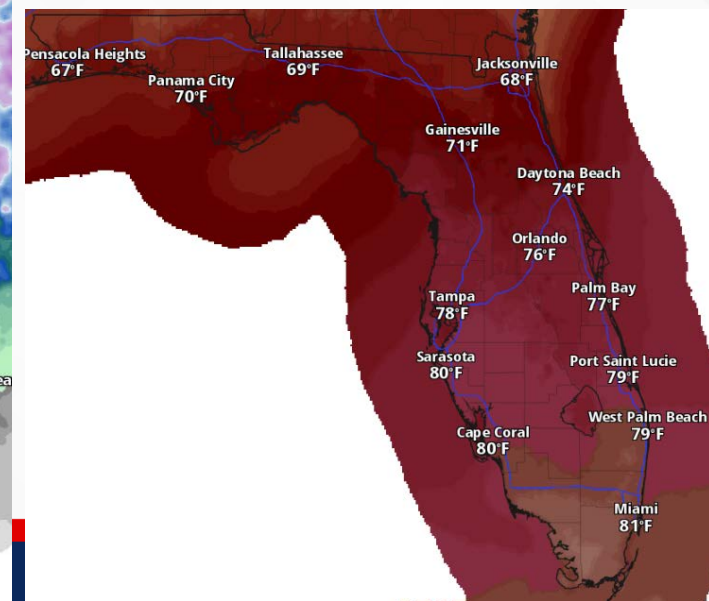 Pensacola Heights
67°F
Tallahassee
69°F
Panama City
70°F
Jacksonville
68°F
Gainesville
71°F
Daytona Beach
74°F
Orlando
76°F
Tampa
78°F
Palm Bay
77°F
Sarasota
80°F
Port Saint Lucie
79°F
West Palm Beach
79°F
Cape Coral
80°F
Miami
81°F